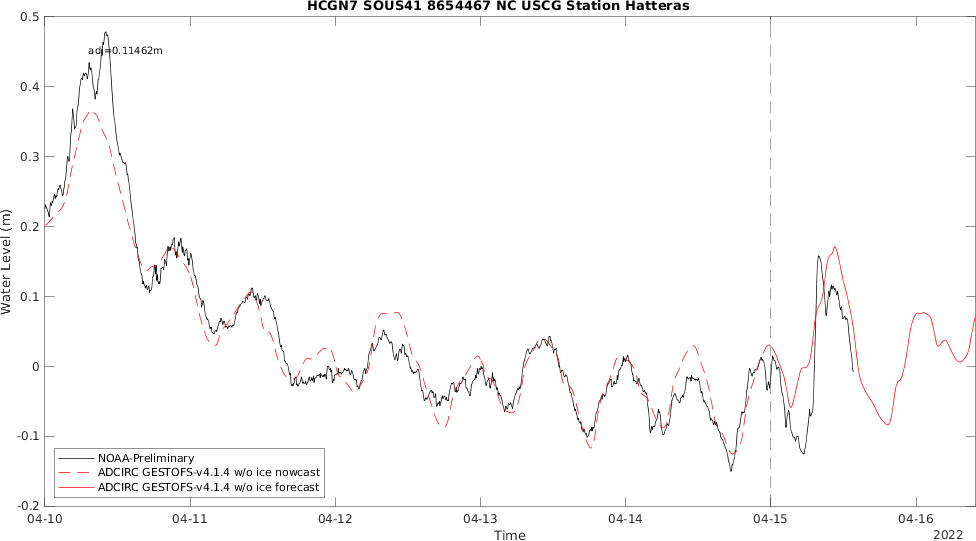 HCGN7 SOUS41 8654467 NC USCG Station Hatteras
0.5
adj=0.11462m
0.4
0.3
0.2
Water Level (m)
0.1
0
-0.1
NOAA-Preliminary
ADCIRC GESTOFS-v4.1.4 w/o ice nowcast
ADCIRC GESTOFS-v4.1.4 w/o ice forecast
-0.2
04-10 04-11 04-12 04-13 04-14 04-15 04-16
Time
2022